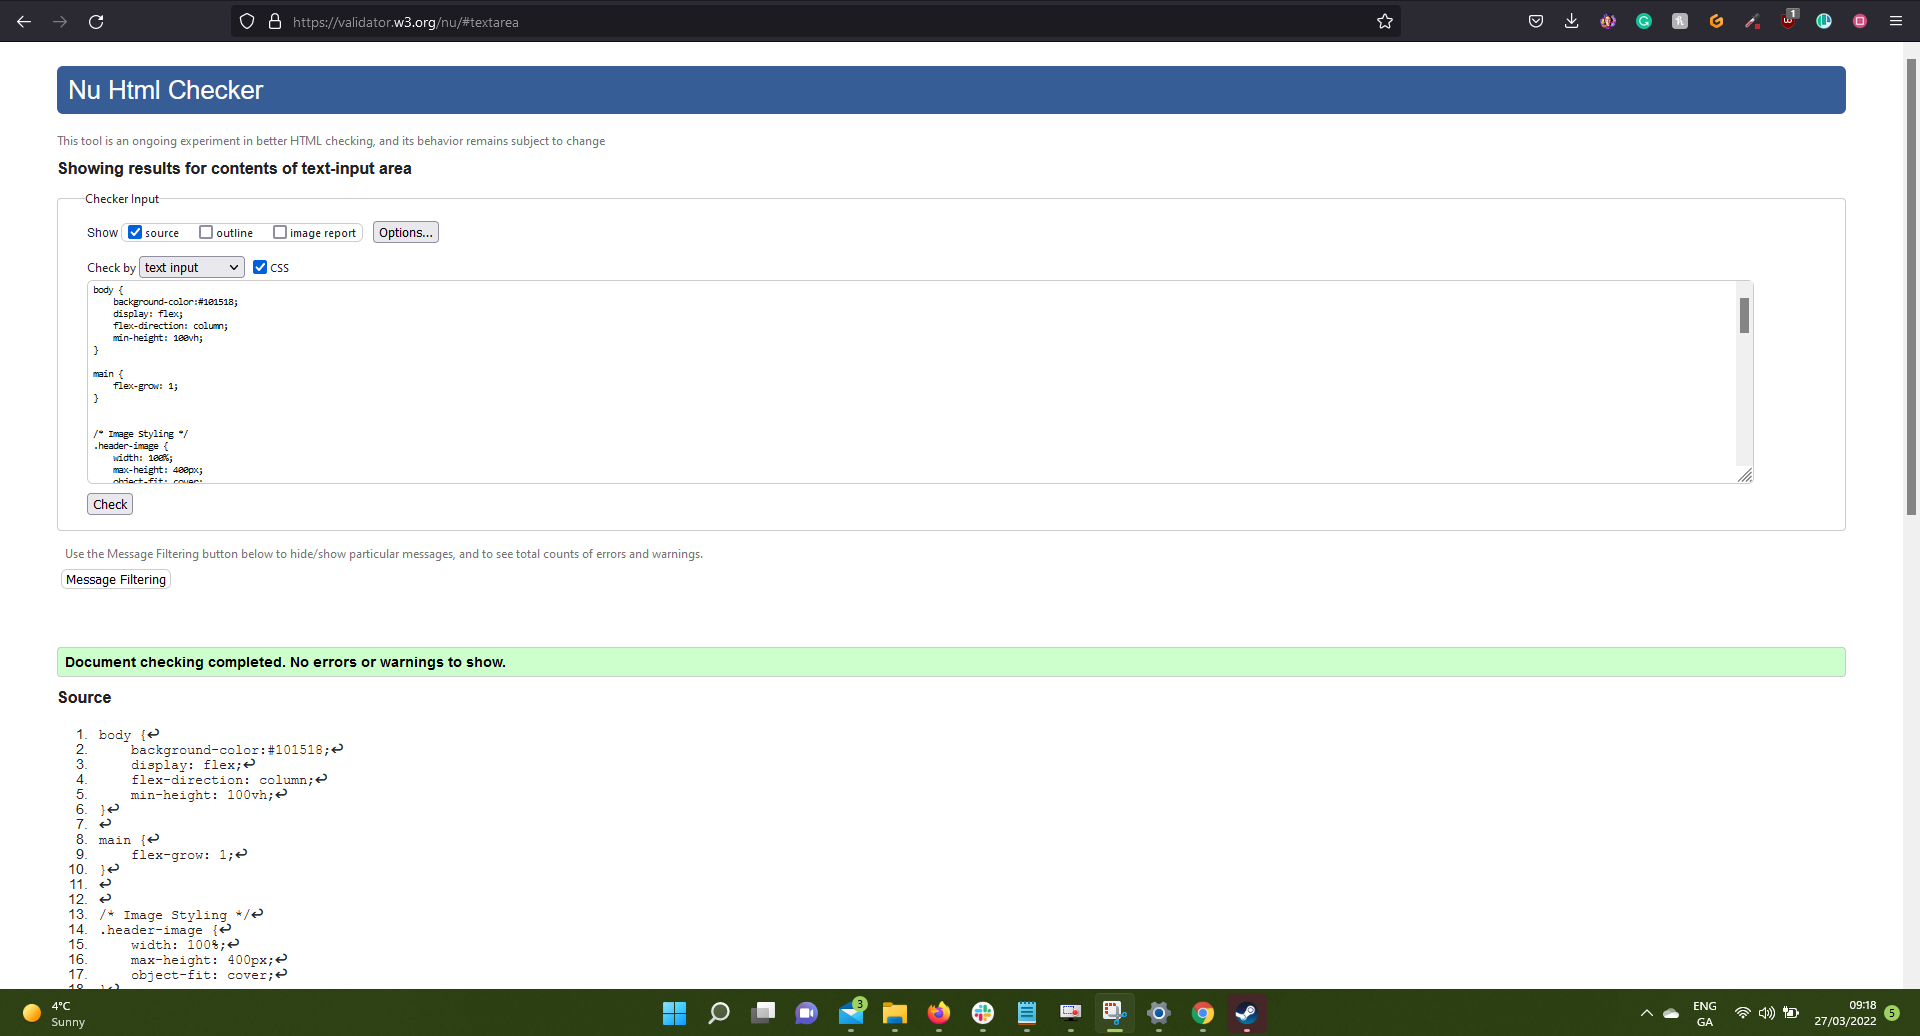 https://validator.w3.org/nu/#textarea
1
Nu Html Checker
This tool is an ongoing experiment in better HTML checking, and its behavior remains subject to change
Showing results for contents of text-input area
Checker Input
Show source outline image report Options...
Check by text input CSS
body {
background-color:#101518;
display: flex;
flex-direction: column;
min-height: 100vh;
}
main {
flex-grow: 1;
}
/* Image Styling */
.header-image {
width: 100%;
max-height: 400px;
object-fit: cover;
Check
Use the Message Filtering button below to hide/show particular messages, and to see total counts of errors and warnings.
Message Filtering
Document checking completed. No errors or warnings to show.
Source
1. body {↩
2. background-color:#101518;↩
3. display: flex;↩
4. flex-direction: column;↩
5. min-height: 100vh;↩
6. }↩
7. ↩
8. main {↩
9. flex-grow: 1;↩
10. }↩
11. ↩
12. ↩
13. /* Image Styling */↩
14. .header-image {↩
15. width: 100%;↩
16. max-height: 400px;↩
17. object-fit: cover;↩
18. }↩
4°C
Sunny
3
ENG
GA
09:18
27/03/2022
5